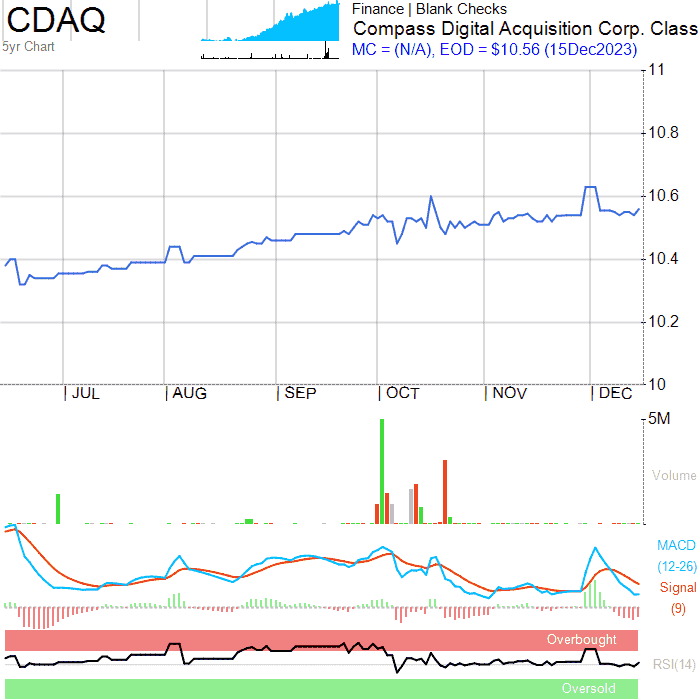 CDAQ
5yr Chart
Finance | Blank Checks
Compass Digital Acquisition Corp. Class
MC = (N/A), EOD = $10.56 (15Dec2023)
11
10.8
10.6
10.4
10.2
10
JUL AUG SEP OCT NOV DEC
5M
Volume
MACD
(12-26)
Signal
(9)
Overbought
RSI(14)
Oversold